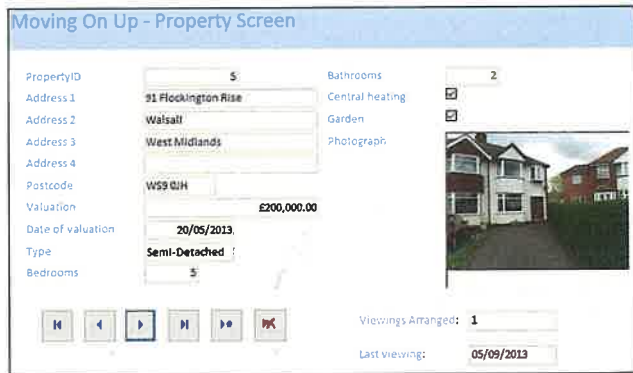 Moving On Up - Property Screen
PropertyID 5
Address 1 91 Flockington Rise
Address 2 Walsall
Address 3 West Midlands
Address 4
Postcode WS9 0JH
Valuation £200,000.00
Date of valuation 20/05/2013
Type Semi-Detached
Bedrooms 5
Bathrooms 2
Central heating
Garden
Photograph
Viewings Arranged: 1
Last viewing: 05/09/2013